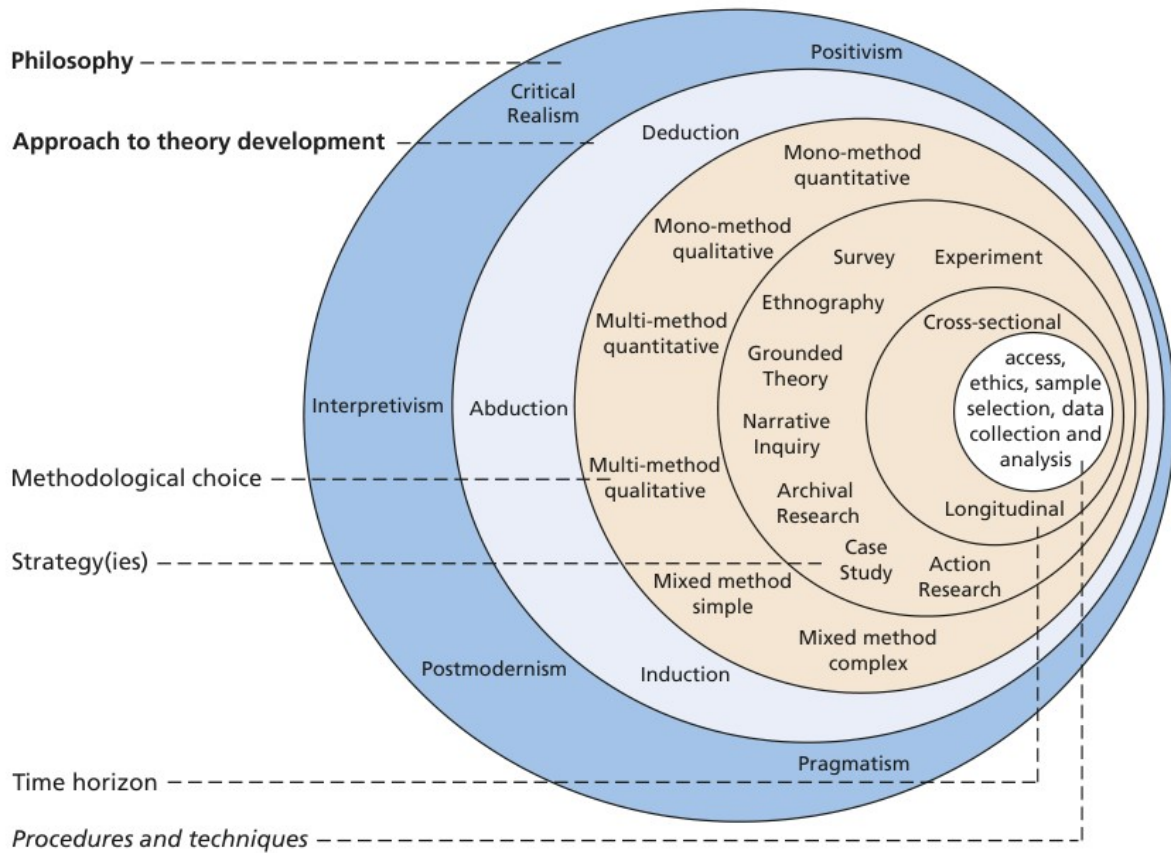 Philosophy
Positivism
Critical
Realism
Approach to theory development
Deduction
Mono-method
quantitative
Mono-method
qualitative
Survey
Experiment
Ethnography
Multi-method
quantitative
Cross-sectional
Grounded
Theory
access,
ethics, sample
selection, data
collection and
analysis
Interpretivism
Abduction
Narrative
Inquiry
Methodological choice
Multi-method
qualitative
Archival
Research
Longitudinal
Strategy(ies)
Case
Study
Action
Research
Mixed method
simple
Mixed method
complex
Postmodernism
Induction
Pragmatism
Time horizon
Procedures and techniques